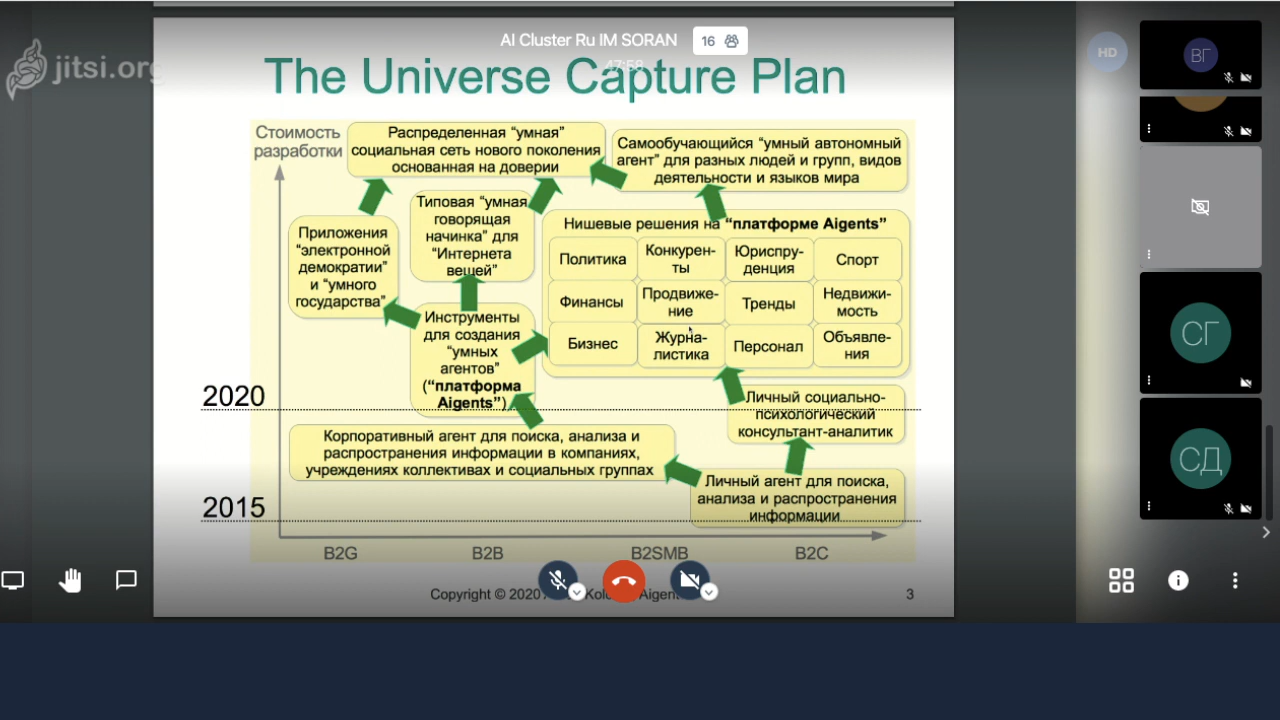 jitsi.org
AI Cluster Ru IM SORAN
16
47:58
HD
The Universe Capture Plan
Стоимость
разработки
Распределенная “умная”
социальная сеть нового поколения
основанная на доверии
Самообучающийся “умный автономный
агент” для разных людей и групп, видов
деятельности и языков мира
Приложения
“электронной
демократии”
и “умного
государства”
Типовая “умная
говорящая
начинка” для
“Интернета
вещей”
Нишевые решения на “платформе Aigents”
Политика
Конкурен-
ты
Юриспру-
денция
Спорт
Финансы
Продвиже-
ние
Тренды
Недвижи-
мость
Бизнес
Журна-
листика
Персонал
Объявле-
ния
Инструменты
для создания
“умных
агентов”
(“платформа
Aigents”)
2020
Личный социально-
психологический
консультант-аналитик
Корпоративный агент для поиска, анализа и
распространения информации в компаниях,
учреждениях коллективах и социальных группах
Личный агент для поиска,
анализа и распространения
информации
2015
B2G
B2B
B2SMB
B2C
Copyright © 2020
3
ВГ
СГ
СД